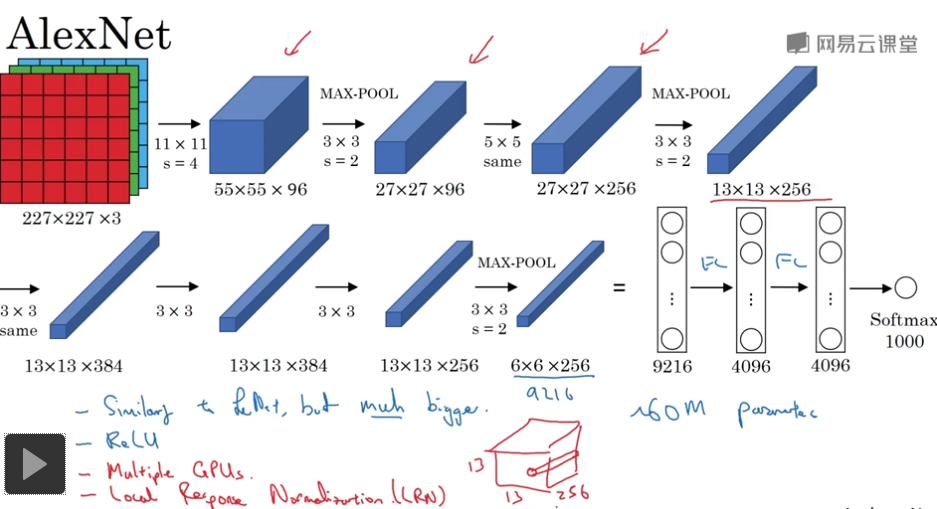 AlexNet
网易云课堂
MAX-POOL
MAX-POOL
11 × 11
s = 4
3 × 3
s = 2
5 × 5
same
3 × 3
s = 2
227×227 ×3
55×55 × 96
27×27 ×96
27×27 ×256
13×13 ×256
MAX-POOL
FC
FC
3 × 3
same
3 × 3
3 × 3
3 × 3
s = 2
=
Softmax
1000
13×13 ×384
13×13 ×384
13×13 ×256
6×6 ×256
9216
4096
4096
9216
- Similar to LeNet, but much bigger.
~60M
- ReLU
- Multiple GPUs.
- Local Response Normalization (LRN)
13
13
256